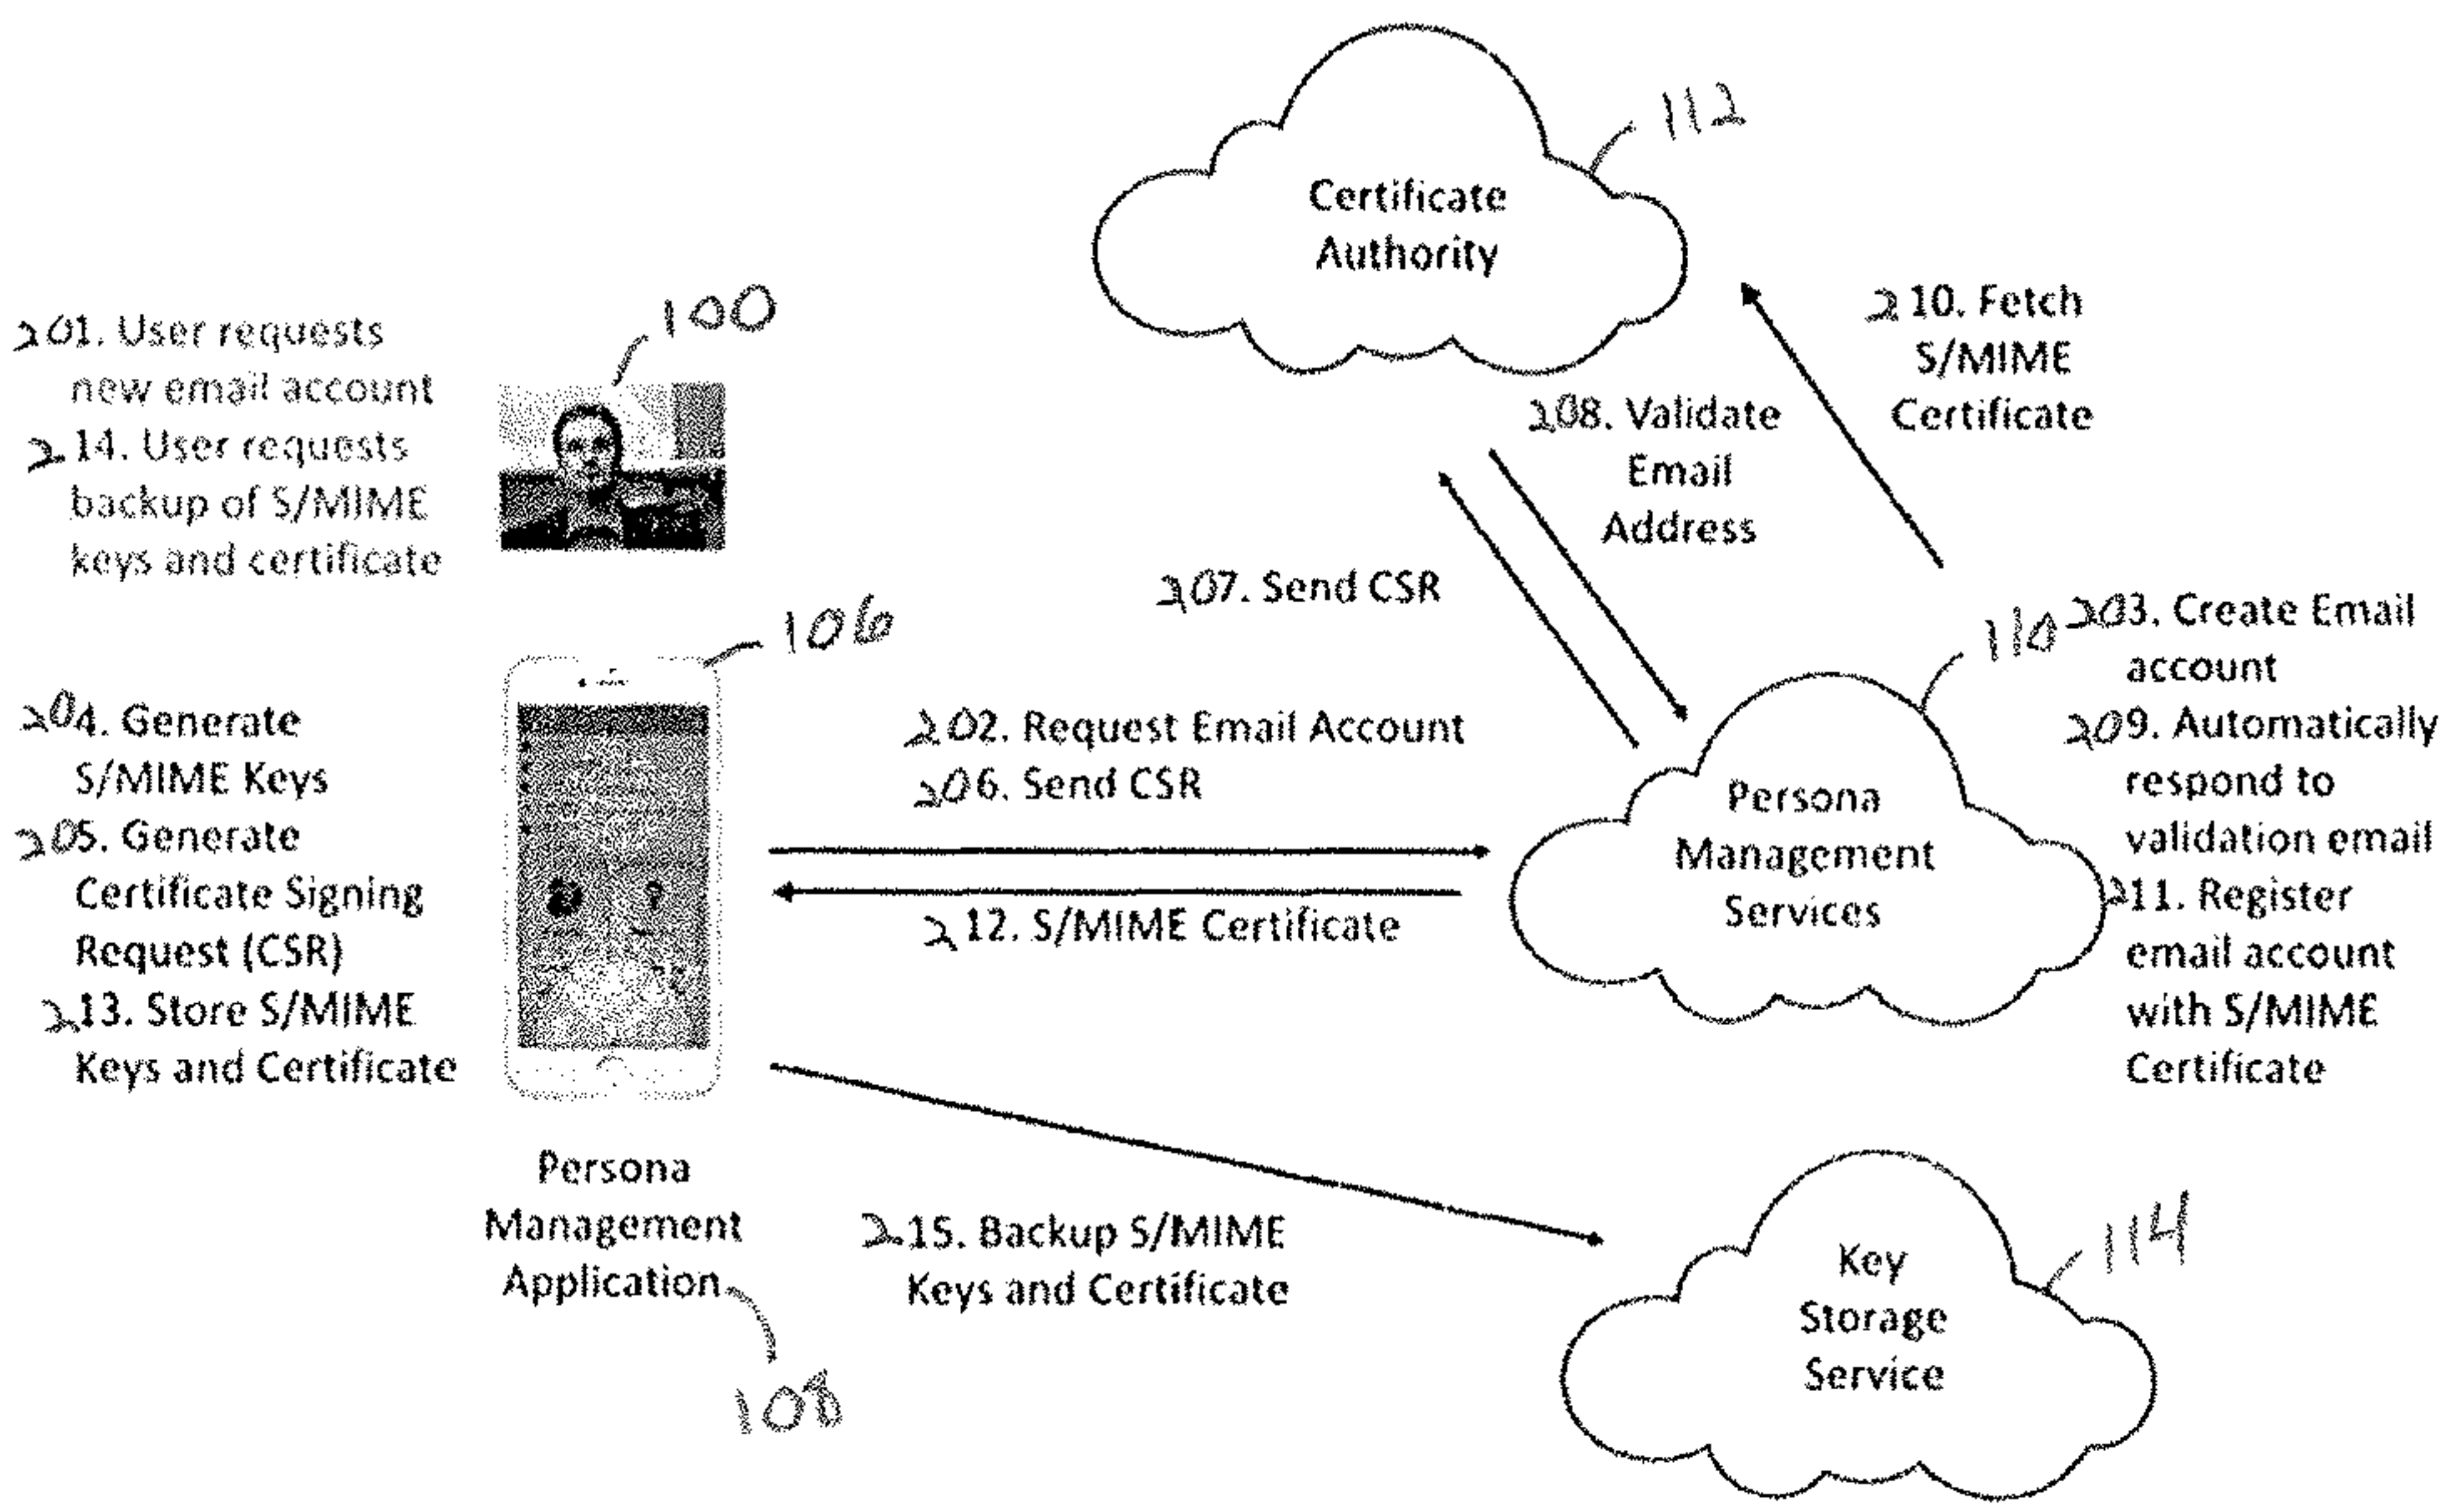 112
Certificate
Authority
210. Fetch
S/MIME
Certificate
100
201. User requests
new email account
214. User requests
backup of S/MIME
keys and certificate
208. Validate
Email
Address
207. Send CSR
106
110
203. Create Email
account
209. Automatically
respond to
validation email
211. Register
email account
with S/MIME
Certificate
204. Generate
S/MIME Keys
205. Generate
Certificate Signing
Request (CSR)
213. Store S/MIME
Keys and Certificate
202. Request Email Account
206. Send CSR
212. S/MIME Certificate
Persona
Management
Services
Persona
Management
Application
108
215. Backup S/MIME
Keys and Certificate
114
Key
Storage
Service